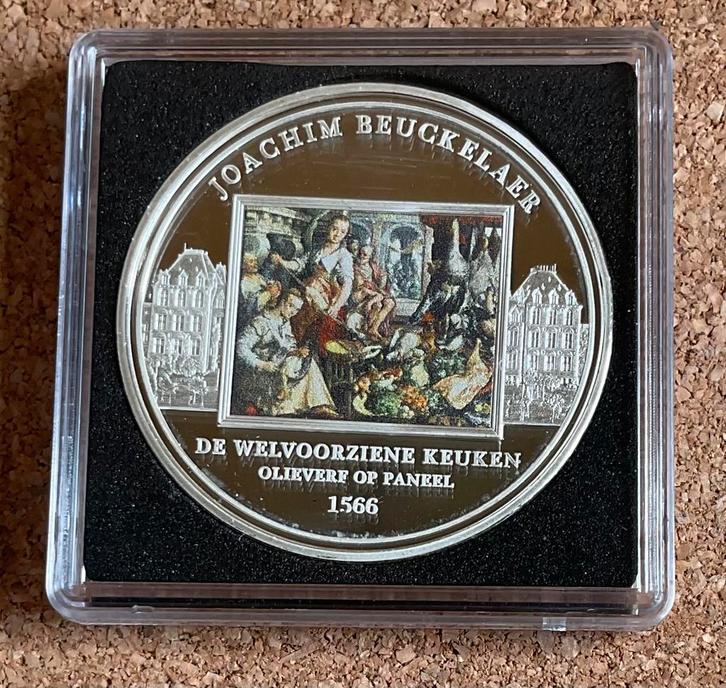 JOACHIM BEUCKELAER
DE WELVOORZIENE KEUKEN
OLIEVERF OP PANEEL
1566